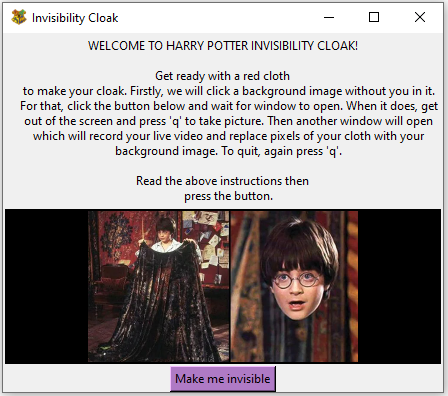 Invisibility Cloak
WELCOME TO HARRY POTTER INVISIBILITY CLOAK!
Get ready with a red cloth
to make your cloak. Firstly, we will click a background image without you in it.
For that, click the button below and wait for window to open. When it does, get
out of the screen and press 'q' to take picture. Then another window will open
which will record your live video and replace pixels of your cloth with your
background image. To quit, again press 'q'.
Read the above instructions then
press the button.
Make me invisible